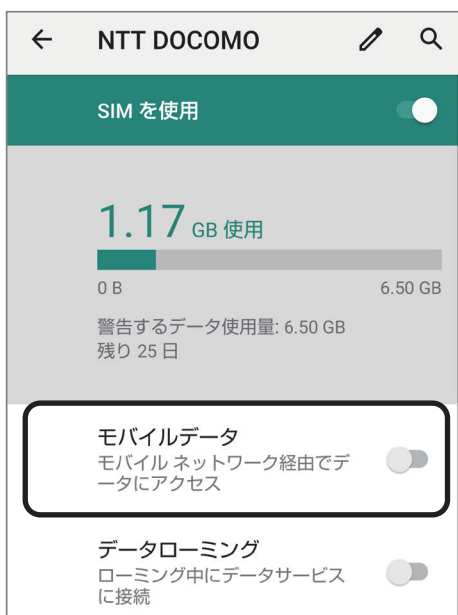 NTT DOCOMO
SIM を使用
1.17 GB 使用
0 B 6.50 GB
警告するデータ使用量: 6.50 GB
残り 25 日
モバイルデータ
モバイル ネットワーク経由でデ
ータにアクセス
データローミング
ローミング中にデータサービス
に接続